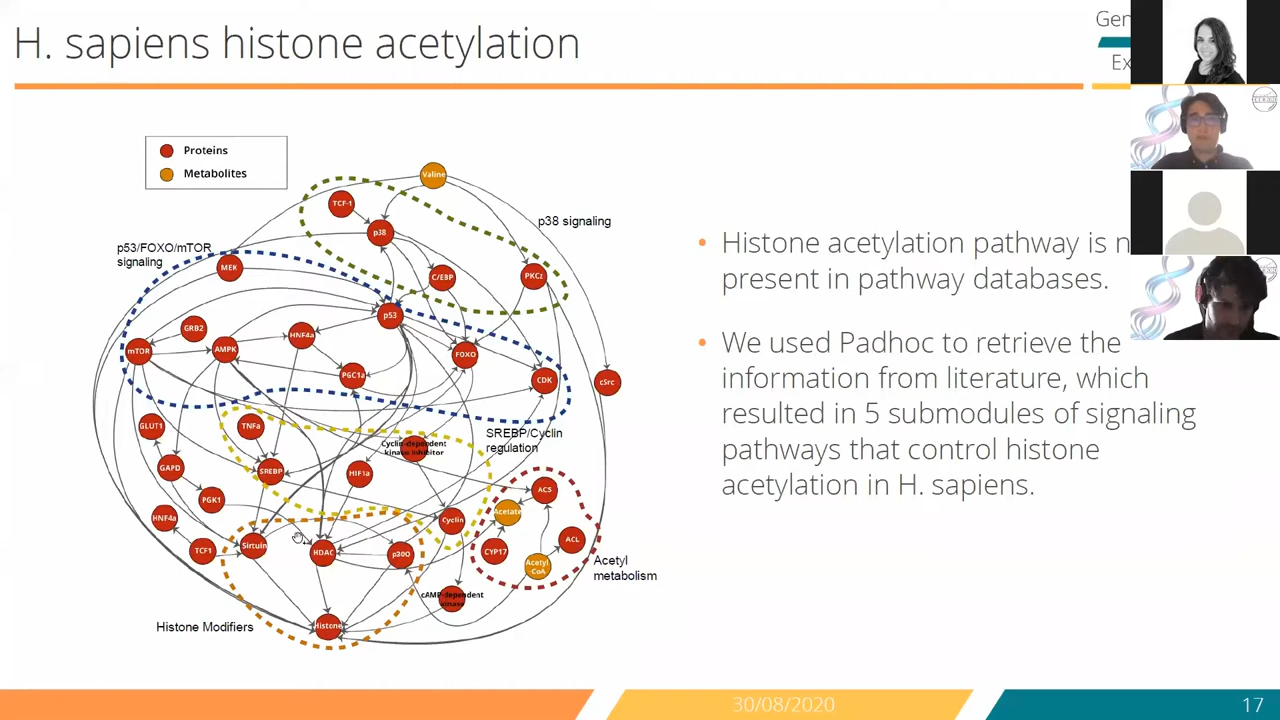 H. sapiens histone acetylation
Gen
Ex
Proteins
Metabolites
Valine
TCF-1
p38
p38 signaling
p53/FOXO/mTOR
signaling
MEK
C/EBP
PKCζ
p53
GRB2
HNF4a
mTOR
AMPK
FOXO
PGC1a
CDK
cSrc
GLUT1
TNFa
SREBP/Cyclin
regulation
Cyclin-dependent
kinase inhibitor
GAPD
SREBP
HIF1a
ACS
PGK1
Acetate
HNF4a
Cyclin
TCF1
Sirtuin
HDAC
p300
CYP17
ACL
Acetyl
CoA
Acetyl
metabolism
cAMP-dependent
kinase
Histone Modifiers
Histone
• Histone acetylation pathway is n
present in pathway databases.
• We used Padhoc to retrieve the
information from literature, which
resulted in 5 submodules of signaling
pathways that control histone
acetylation in H. sapiens.
30/08/2020
17